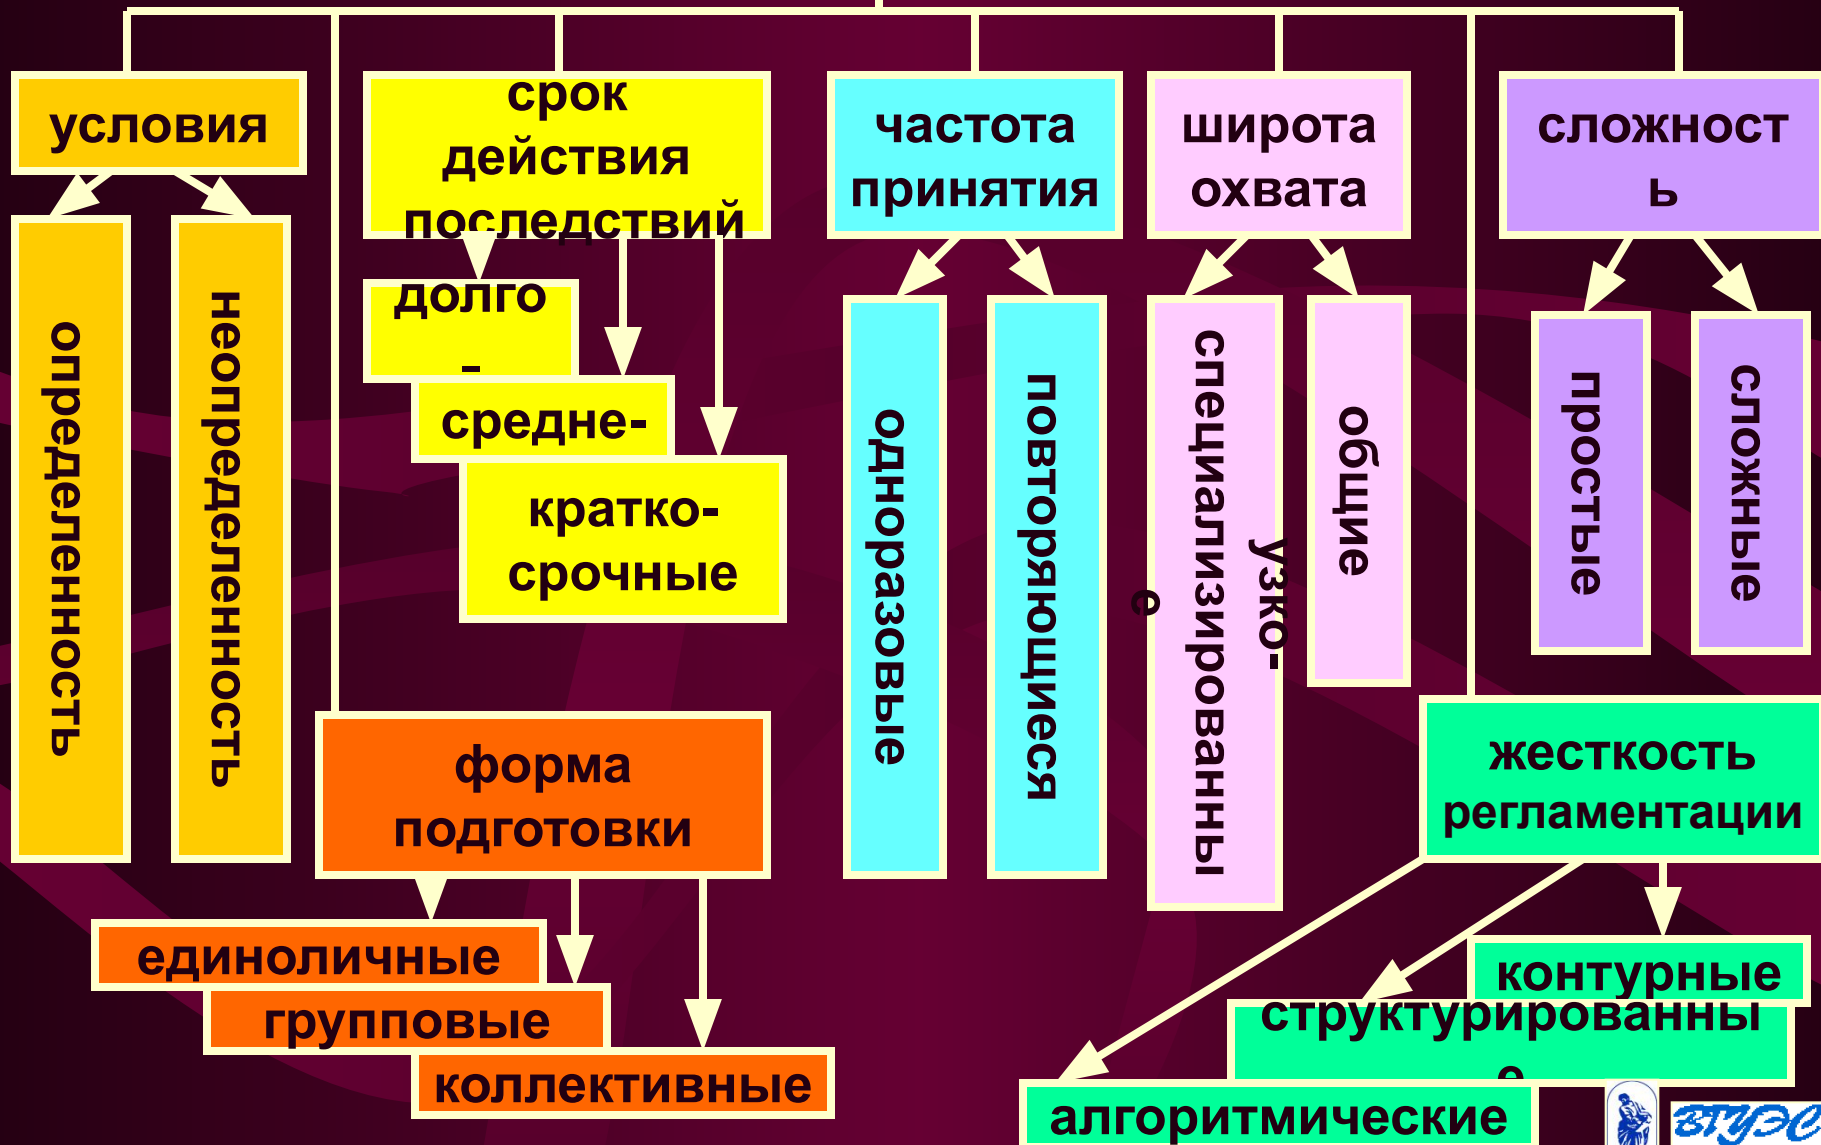 условия
определенность
неопределенность
срок
действия
последствий
долго
-
средне-
кратко-
срочные
форма
подготовки
единоличные
групповые
коллективные
частота
принятия
одноразовые
повторяющиеся
широта
охвата
узко-
специализированны
е
общие
сложност
ь
простые
сложные
жесткость
регламентации
контурные
структурированны
е
алгоритмические
ВГУЭС